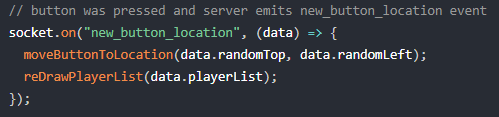 // button was pressed and server emits new_button_location event
socket.on("new_button_location", (data) => {
  moveButtonToLocation(data.randomTop, data.randomLeft);
  reDrawPlayerList(data.playerList);
});